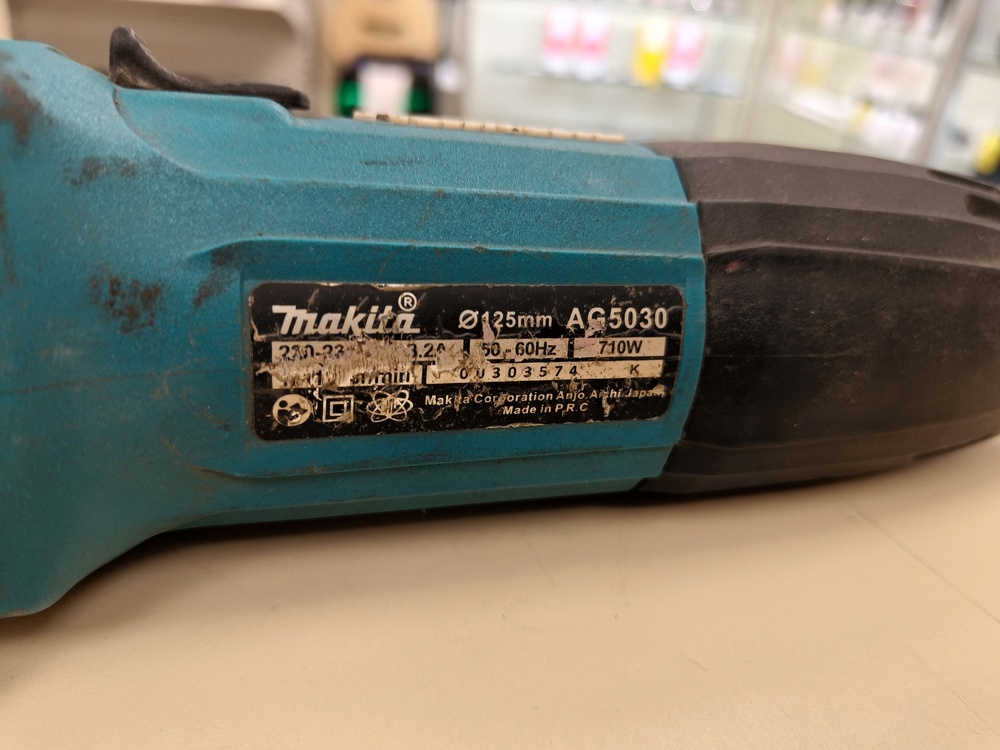 makita®
Ø125mm AG5030
50-60Hz 710W
00303574 K
Makita Corporation Anjo.Aichi.Japan
Made in P.R.C